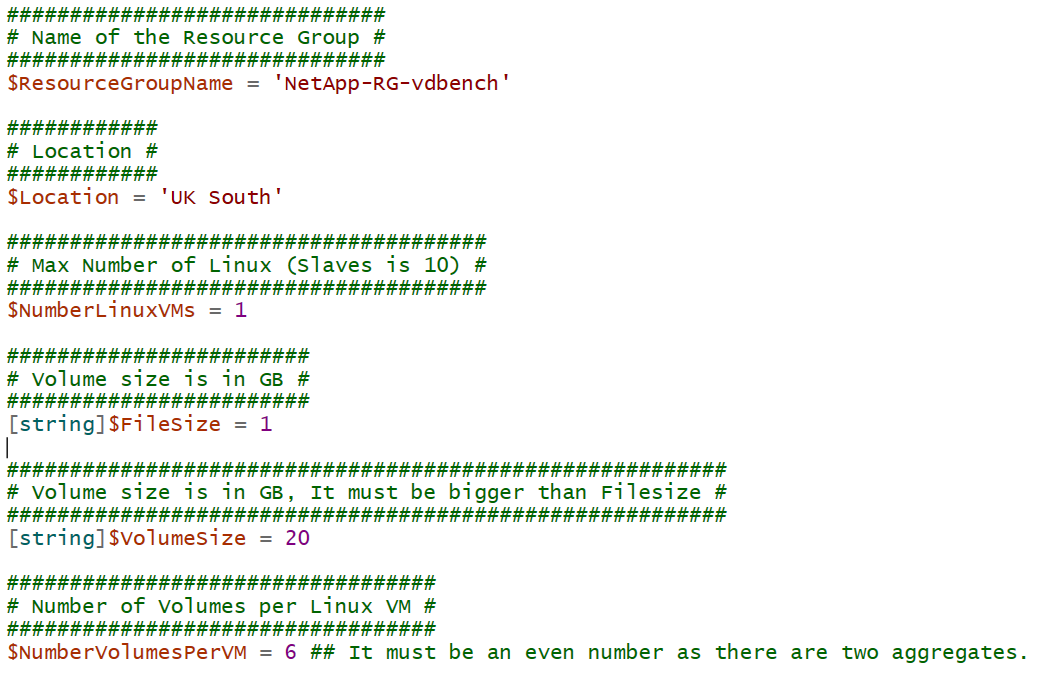 ##############################
# Name of the Resource Group #
##############################
$ResourceGroupName = 'NetApp-RG-vdbench'
############
# Location #
############
$Location = 'UK South'
######################################
# Max Number of Linux (Slaves is 10) #
######################################
$NumberLinuxVMs = 1
########################
# Volume size is in GB #
########################
[string]$FileSize = 1
#########################################################
# Volume size is in GB, It must be bigger than Filesize #
#########################################################
[string]$VolumeSize = 20
##################################
# Number of Volumes per Linux VM #
##################################
$NumberVolumesPerVM = 6 ## It must be an even number as there are two aggregates.